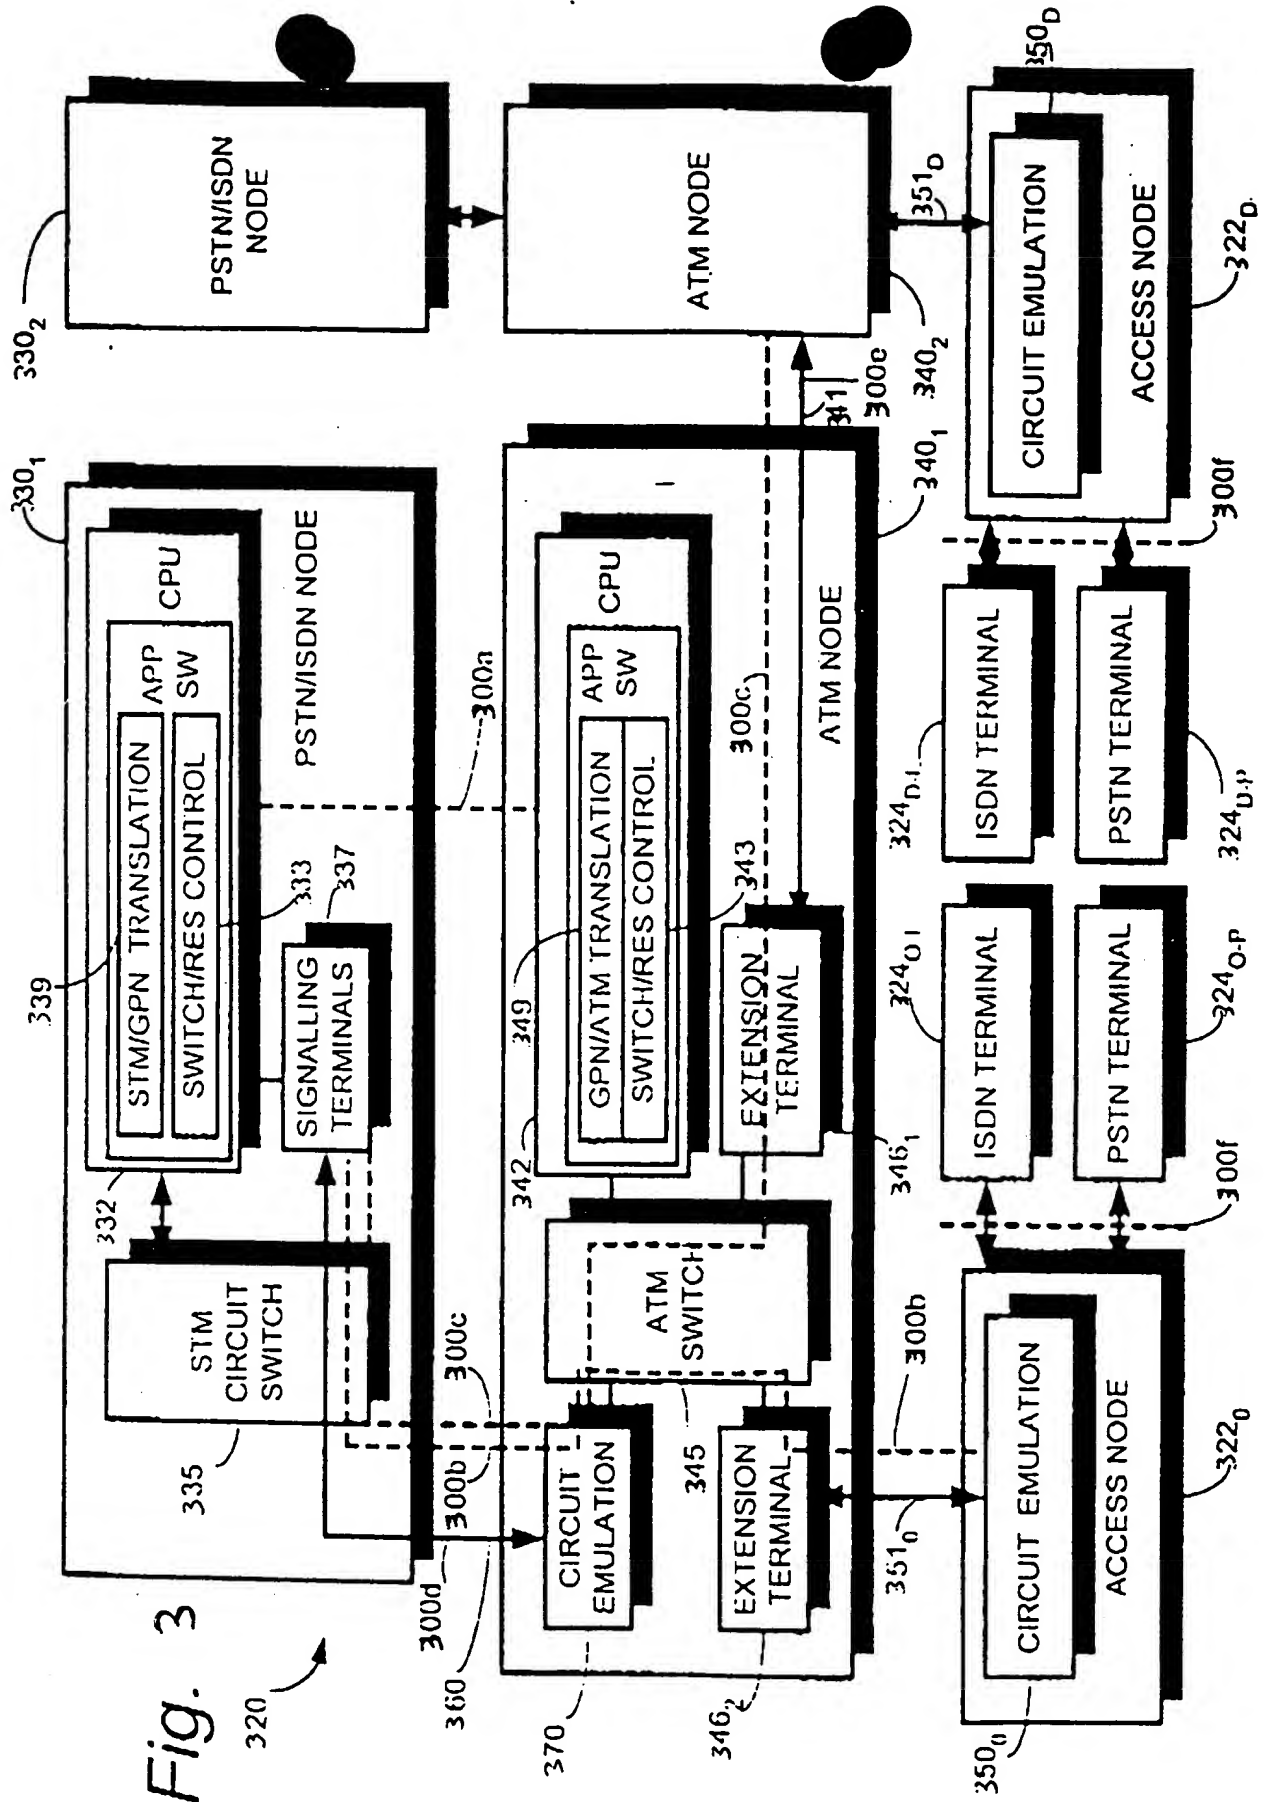 Fig. 3
320
330₁
PSTN/ISDN NODE
332
CPU
APP
SW
339
STM/GPN TRANSLATION
SWITCH/RES CONTROL
333
SIGNALLING
TERMINALS
337
STM
CIRCUIT
SWITCH
335
330₂
PSTN/ISDN
NODE
300a
300c
300b
300d
360
340₁
ATM NODE
342
CPU
APP
SW
349
GPN/ATM TRANSLATION
SWITCH/RES CONTROL
343
EXTENSION
TERMINAL
346₁
300c
ATM
SWITCH
345
CIRCUIT
EMULATION
370
EXTENSION
TERMINAL
346₂
341
300e
ATM NODE
340₂
351_D
350_D
CIRCUIT EMULATION
ACCESS NODE
322_D
300f
ISDN TERMINAL
324_D-I
PSTN TERMINAL
324_D-P
ISDN TERMINAL
324_O-I
PSTN TERMINAL
324_O-P
300f
300b
351₀
CIRCUIT EMULATION
350₀
ACCESS NODE
322₀